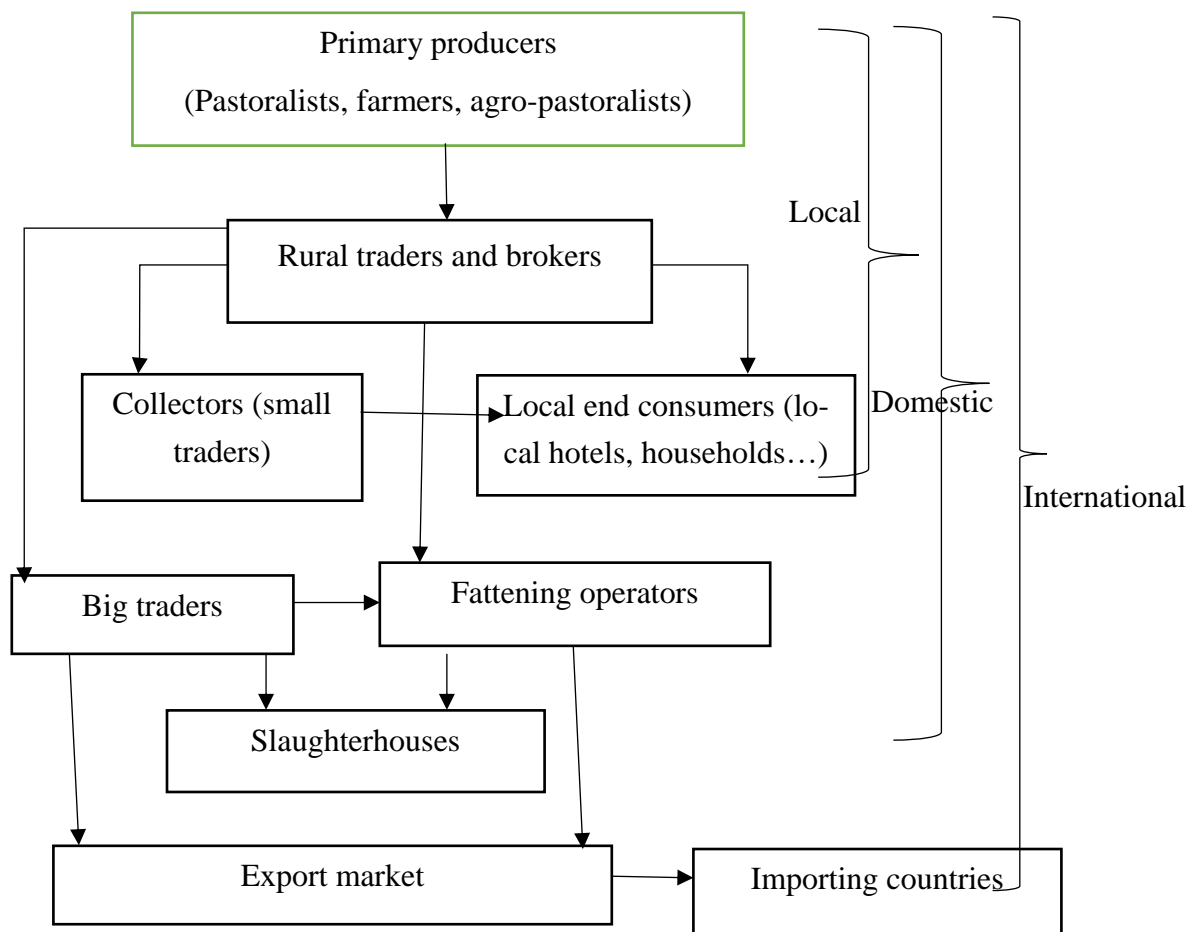 Primary producers
(Pastoralists, farmers, agro-pastoralists)
Local
Rural traders and brokers
Collectors (small
traders)
Local end consumers (lo-
cal hotels, households…)
Domestic
International
Big traders
Fattening operators
Slaughterhouses
Export market
Importing countries